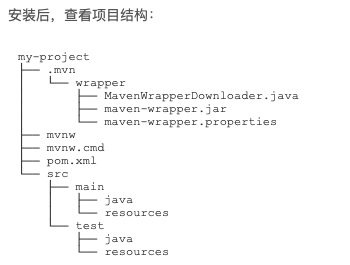 安装后，查看项目结构：
my-project
├── .mvn
│   └── wrapper
│       ├── MavenWrapperDownloader.java
│       ├── maven-wrapper.jar
│       └── maven-wrapper.properties
├── mvnw
├── mvnw.cmd
├── pom.xml
└── src
    ├── main
    │   ├── java
    │   └── resources
    └── test
        ├── java
        └── resources